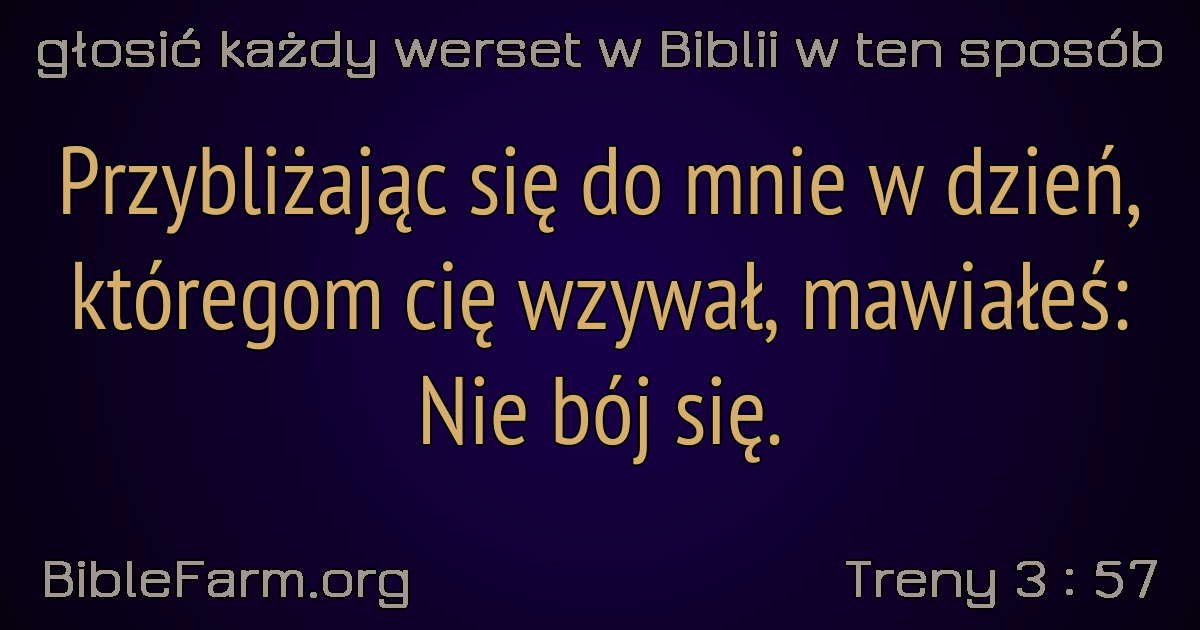 głosić każdy werset w Biblii w ten sposób
Przybliżając się do mnie w dzień,
któregom cię wzywał, mawiałeś:
Nie bój się.
BibleFarm.org
Treny 3 : 57